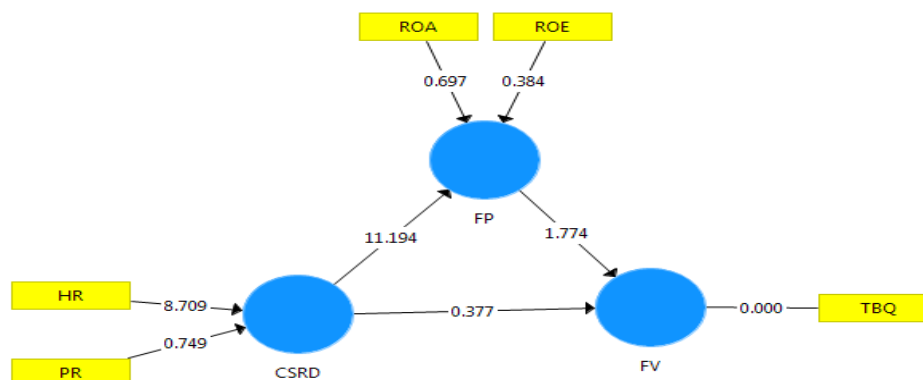 ROA
ROE
0.697
0.384
FP
11.194
1.774
HR
8.709
0.377
0.000
TBQ
0.749
PR
CSRD
FV